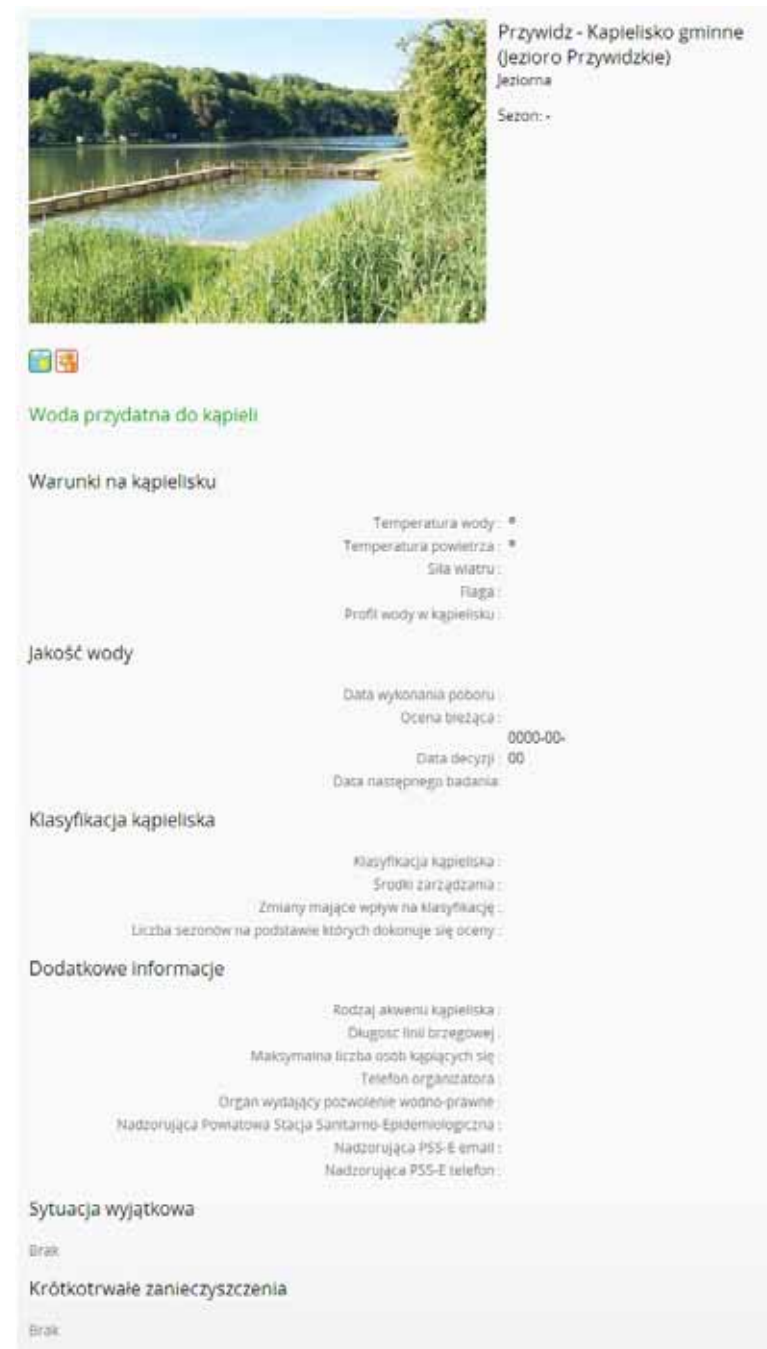 Przywidz - Kapielisko gminne
(Jezioro Przywidzkie)
Jeziorna
Sezon: -
Woda przydatna do kąpieli
Warunki na kąpielisku
Temperatura wody : °
Temperatura powietrza : °
Siła wiatru :
Flaga :
Profil wody w kąpielisku :
Jakość wody
Data wykonania poboru :
Ocena bieżąca :
0000-00-
Data decyzji : 00
Data następnego badania:
Klasyfikacja kąpieliska
Klasyfikacja kąpieliska :
Środki zarządzania :
Zmiany mające wpływ na klasyfikację :
Liczba sezonów na podstawie których dokonuje się oceny :
Dodatkowe informacje
Rodzaj akwenu kąpieliska :
Długość linii brzegowej :
Maksymalna liczba osób kąpiących się :
Telefon organizatora :
Organ wydający pozwolenie wodno-prawne :
Nadzorująca Powiatowa Stacja Sanitarno-Epidemiologiczna :
Nadzorująca PSS-E email :
Nadzorująca PSS-E telefon :
Sytuacja wyjątkowa
Brak
Krótkotrwałe zanieczyszczenia
Brak